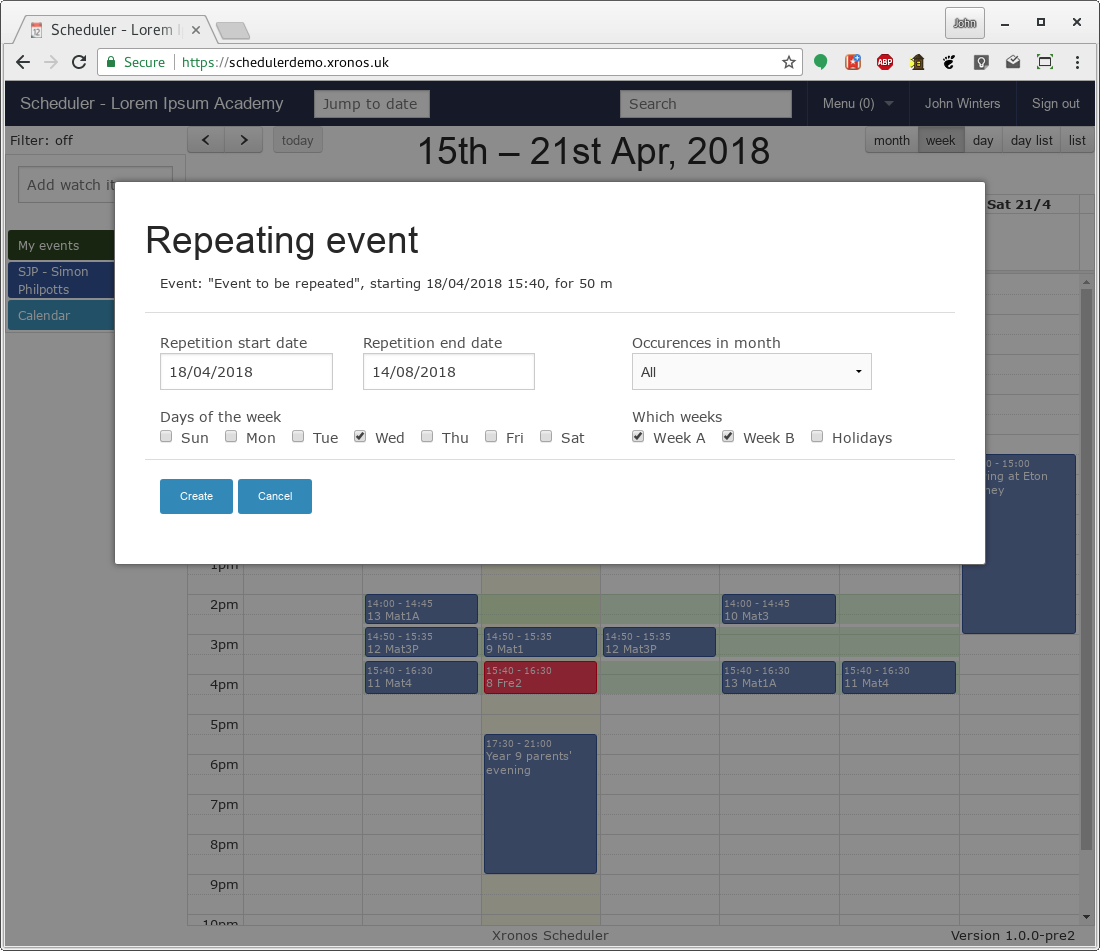 Scheduler - Lorem I
John
Secure
https://schedulerdemo.xronos.uk
ABP
Scheduler - Lorem Ipsum Academy
Jump to date
Search
Menu (0)
John Winters
Sign out
Filter: off
today
15th – 21st Apr, 2018
month
week
day
day list
list
Add watch it
Sat 21/4
My events
SJP - Simon
Philpotts
Calendar
Repeating event
Event: "Event to be repeated", starting 18/04/2018 15:40, for 50 m
Repetition start date
Repetition end date
Occurences in month
18/04/2018
14/08/2018
All
Days of the week
Which weeks
Sun Mon Tue Wed Thu Fri Sat
Week A Week B Holidays
Create
Cancel
0 - 15:00
ing at Eton
ney
1pm
2pm
14:00 - 14:45
13 Mat1A
14:00 - 14:45
10 Mat3
3pm
14:50 - 15:35
12 Mat3P
14:50 - 15:35
9 Mat1
14:50 - 15:35
12 Mat3P
4pm
15:40 - 16:30
11 Mat4
15:40 - 16:30
8 Fre2
15:40 - 16:30
13 Mat1A
15:40 - 16:30
11 Mat4
5pm
17:30 - 21:00
Year 9 parents'
evening
6pm
7pm
8pm
9pm
10pm
Xronos Scheduler
Version 1.0.0-pre2